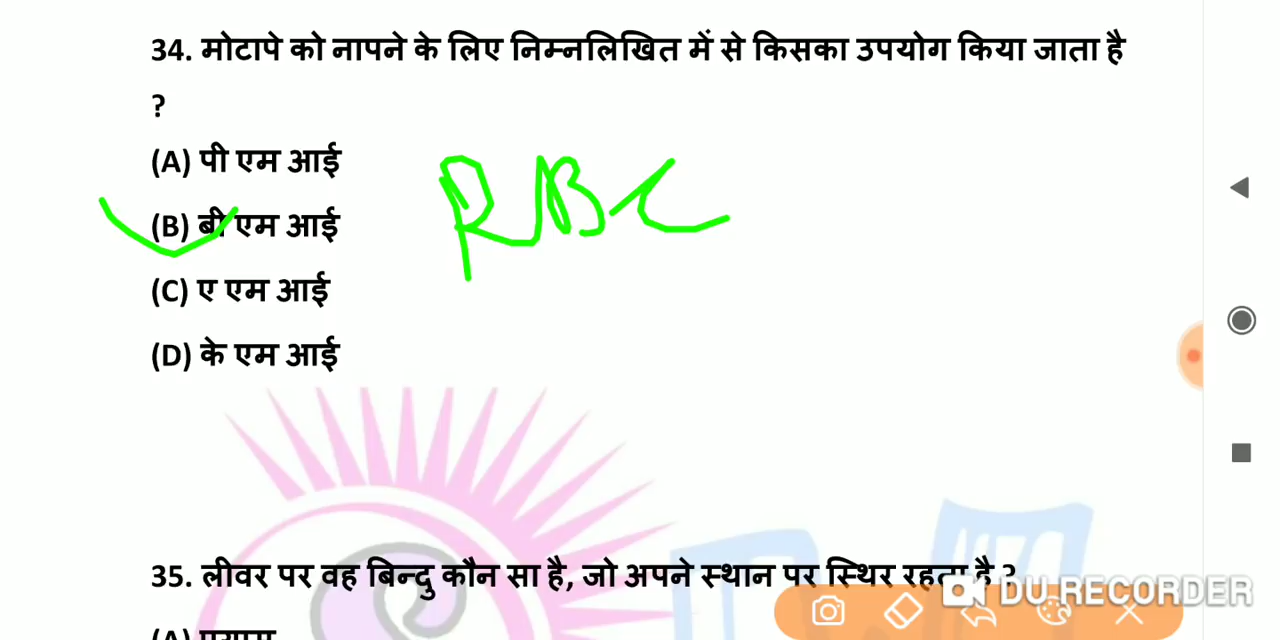 34. मोटापे को नापने के लिए निम्नलिखित में से किसका उपयोग किया जाता है
?
(A) पी एम आई
RBC
(B) बी एम आई
(C) ए एम आई
(D) के एम आई
35. लीवर पर वह बिन्दु कौन सा है, जो अपने स्थान पर स्थिर रहता है ?
DU RECORDER
(A)